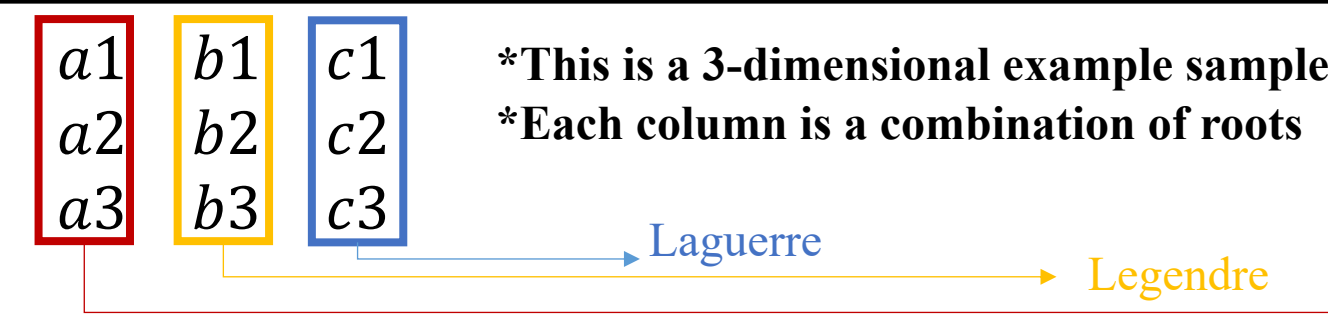 a1 b1 c1 *This is a 3-dimensional example sample
a2 b2 c2 *Each column is a combination of roots
a3 b3 c3
Laguerre
Legendre